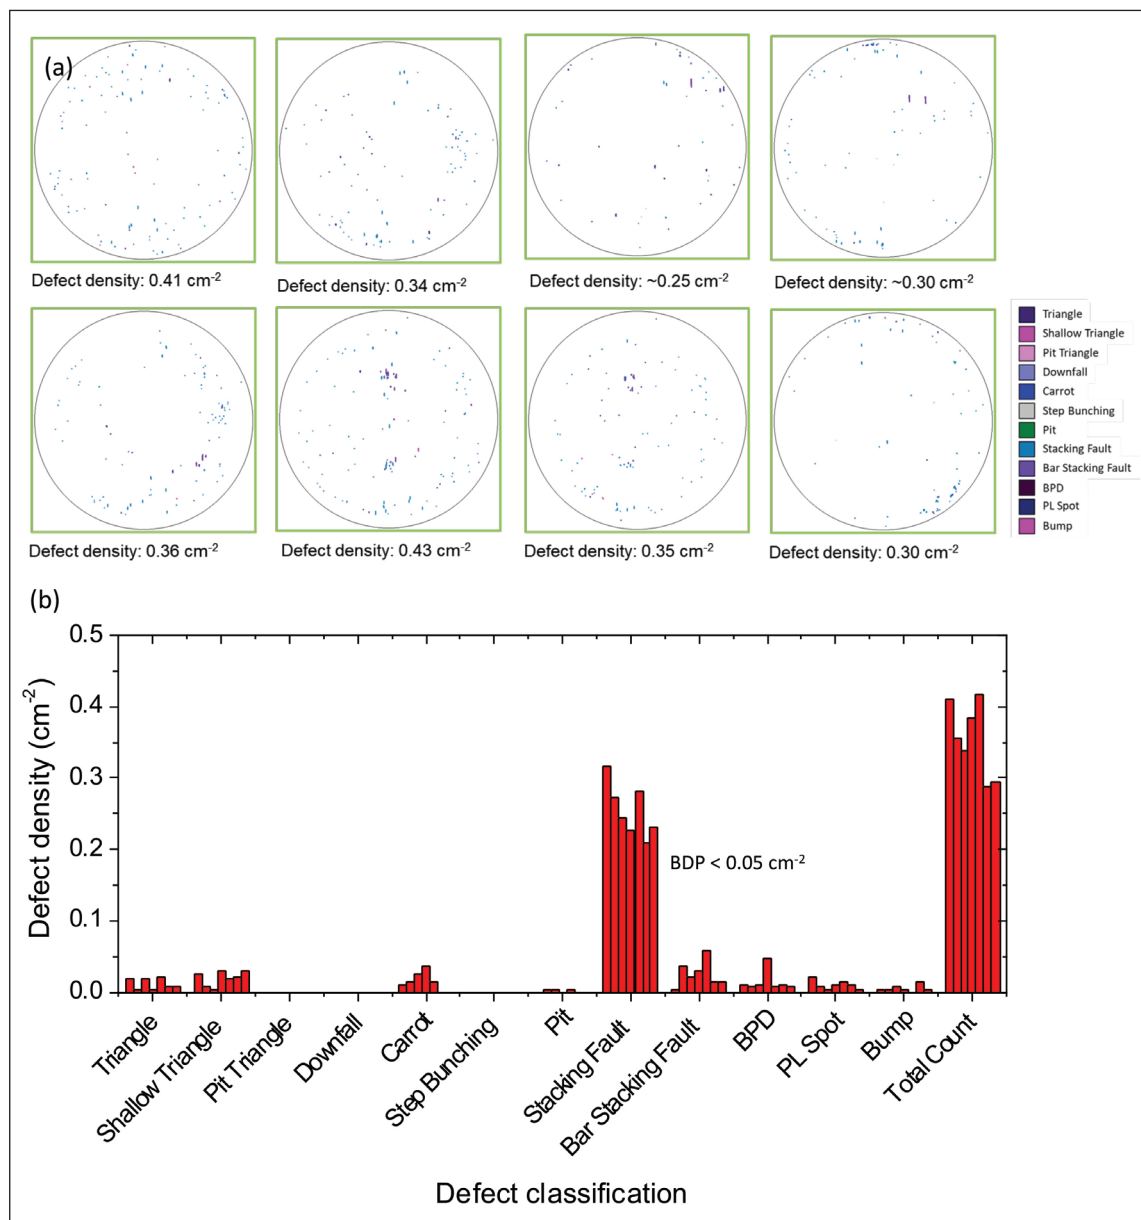 (a)
Defect density: 0.41 cm-2
Defect density: 0.34 cm-2
Defect density: ~0.25 cm-2
Defect density: ~0.30 cm-2
Defect density: 0.36 cm-2
Defect density: 0.43 cm-2
Defect density: 0.35 cm-2
Defect density: 0.30 cm-2
Triangle
Shallow Triangle
Pit Triangle
Downfall
Carrot
Step Bunching
Pit
Stacking Fault
Bar Stacking Fault
BPD
PL Spot
Bump
(b)
Defect density (cm-2)
0.5
0.4
0.3
0.2
0.1
0.0
BDP < 0.05 cm-2
Triangle
Shallow Triangle
Pit Triangle
Downfall
Carrot
Step Bunching
Pit
Stacking Fault
Bar Stacking Fault
BPD
PL Spot
Bump
Total Count
Defect classification